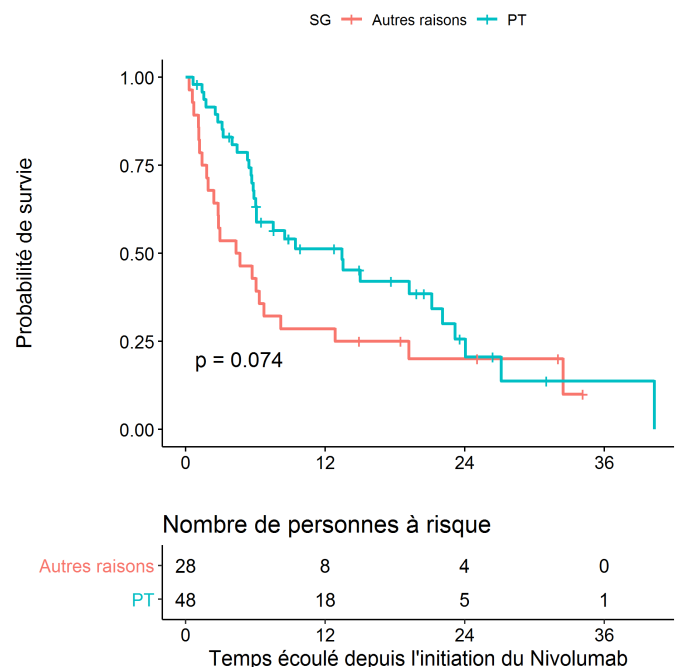 SG Autres raisons PT
Probabilité de survie
1.00
0.75
0.50
0.25
0.00
p = 0.074
0 12 24 36
Nombre de personnes à risque
Autres raisons 28 8 4 0
PT 48 18 5 1
0 12 24 36
Temps écoulé depuis l'initiation du Nivolumab